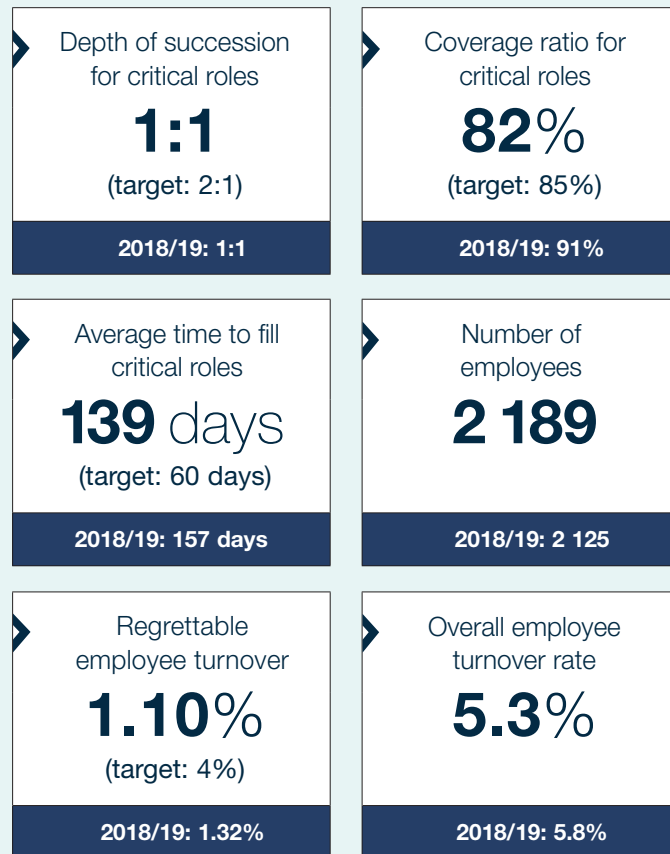 Depth of succession
for critical roles
1:1
(target: 2:1)
2018/19: 1:1
Coverage ratio for
critical roles
82%
(target: 85%)
2018/19: 91%
Average time to fill
critical roles
139 days
(target: 60 days)
2018/19: 157 days
Number of
employees
2 189
2018/19: 2 125
Regrettable
employee turnover
1.10%
(target: 4%)
2018/19: 1.32%
Overall employee
turnover rate
5.3%
2018/19: 5.8%